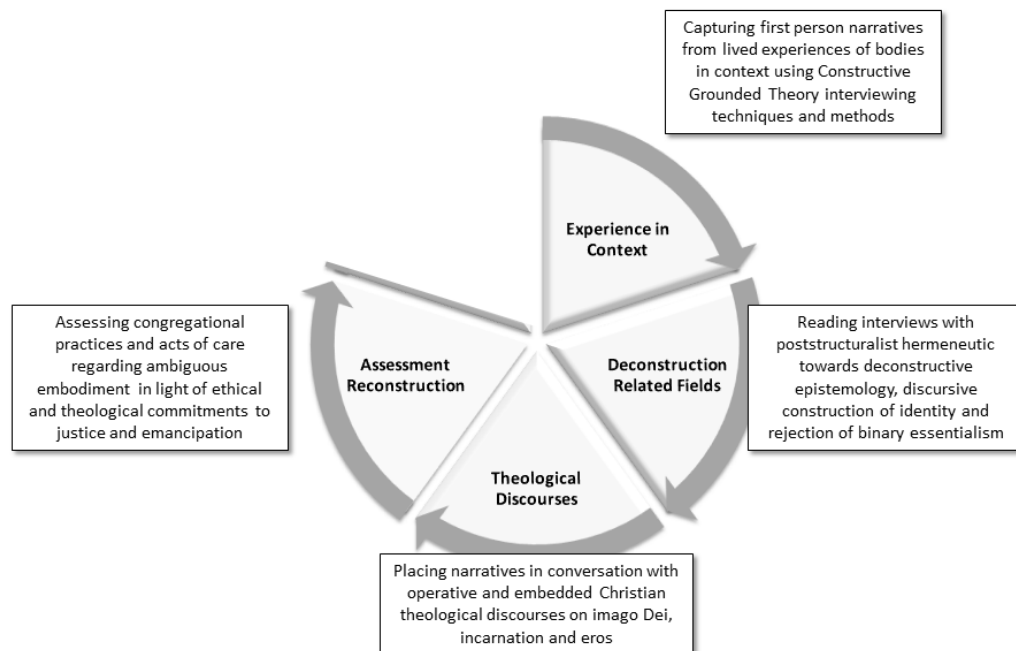 Capturing first person narratives
from lived experiences of bodies
in context using Constructive
Grounded Theory interviewing
techniques and methods
Experience in
Context
Deconstruction
Related Fields
Reading interviews with
poststructuralist hermeneutic
towards deconstructive
epistemology, discursive
construction of identity and
rejection of binary essentialism
Theological
Discourses
Placing narratives in conversation with
operative and embedded Christian
theological discourses on imago Dei,
incarnation and eros
Assessment
Reconstruction
Assessing congregational
practices and acts of care
regarding ambiguous
embodiment in light of ethical
and theological commitments to
justice and emancipation